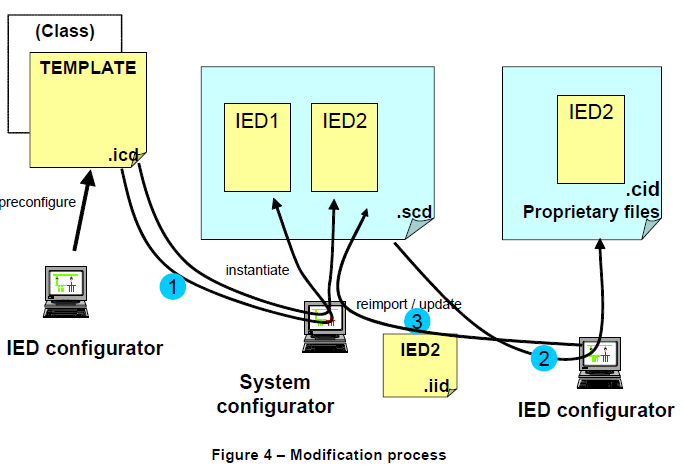 (Class)
TEMPLATE
.icd
preconfigure
IED configurator
1
IED1
IED2
.scd
instantiate
reimport / update
3
System
configurator
IED2
.iid
IED2
.cid
Proprietary files
2
IED configurator
Figure 4 – Modification process